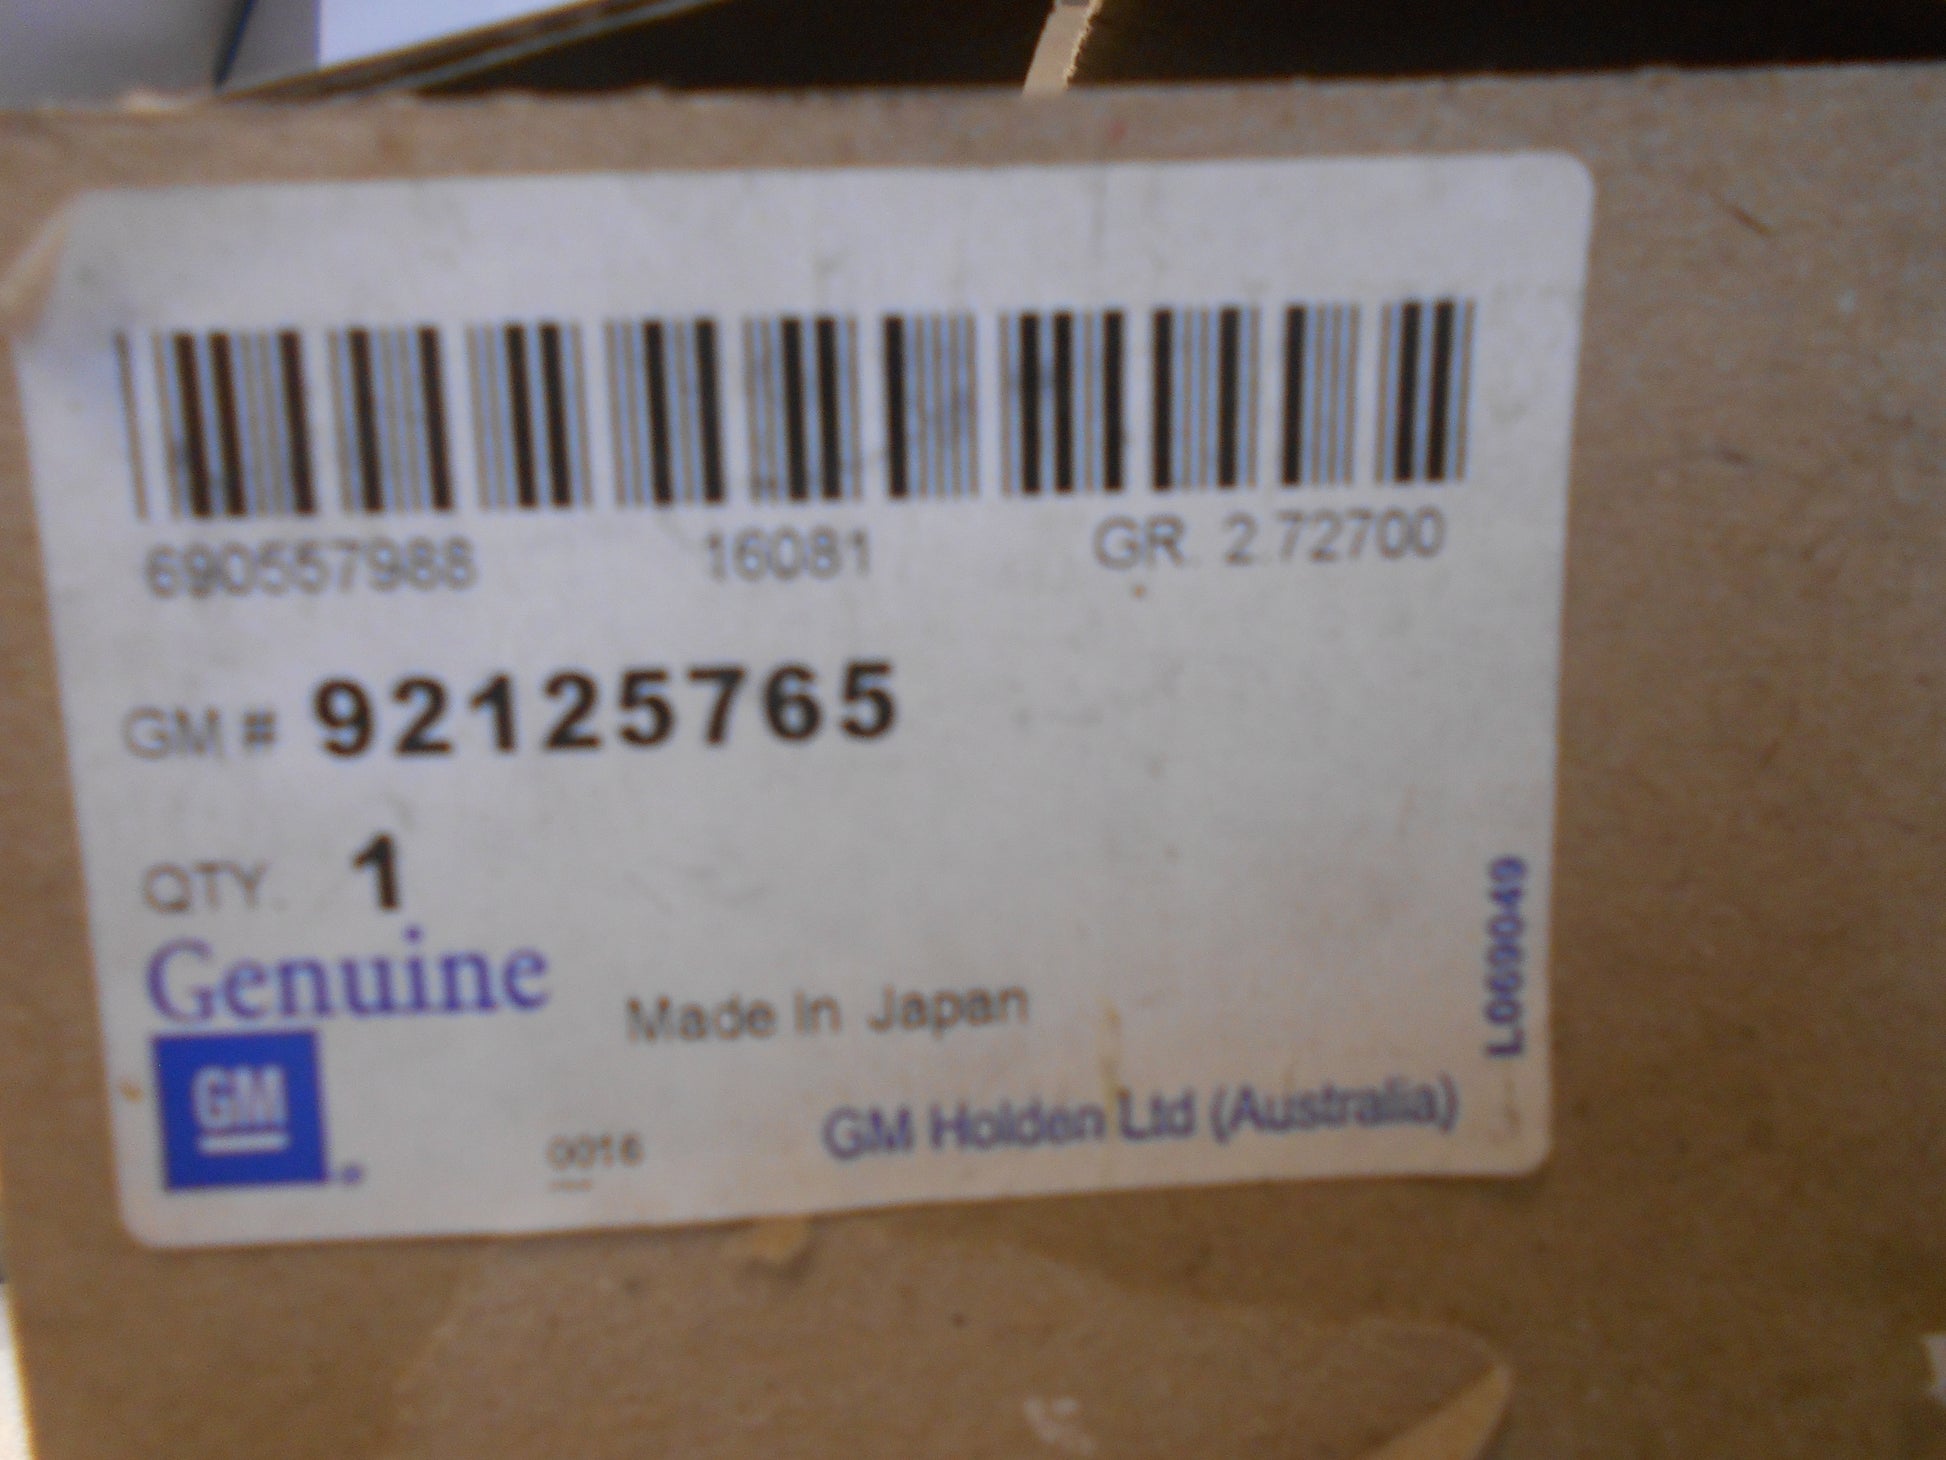 690557988 16081 GR. 2.72700
GM # 92125765
QTY. 1
Genuine
Made In Japan
GM
0016
GM Holden Ltd (Australia)
L0699049